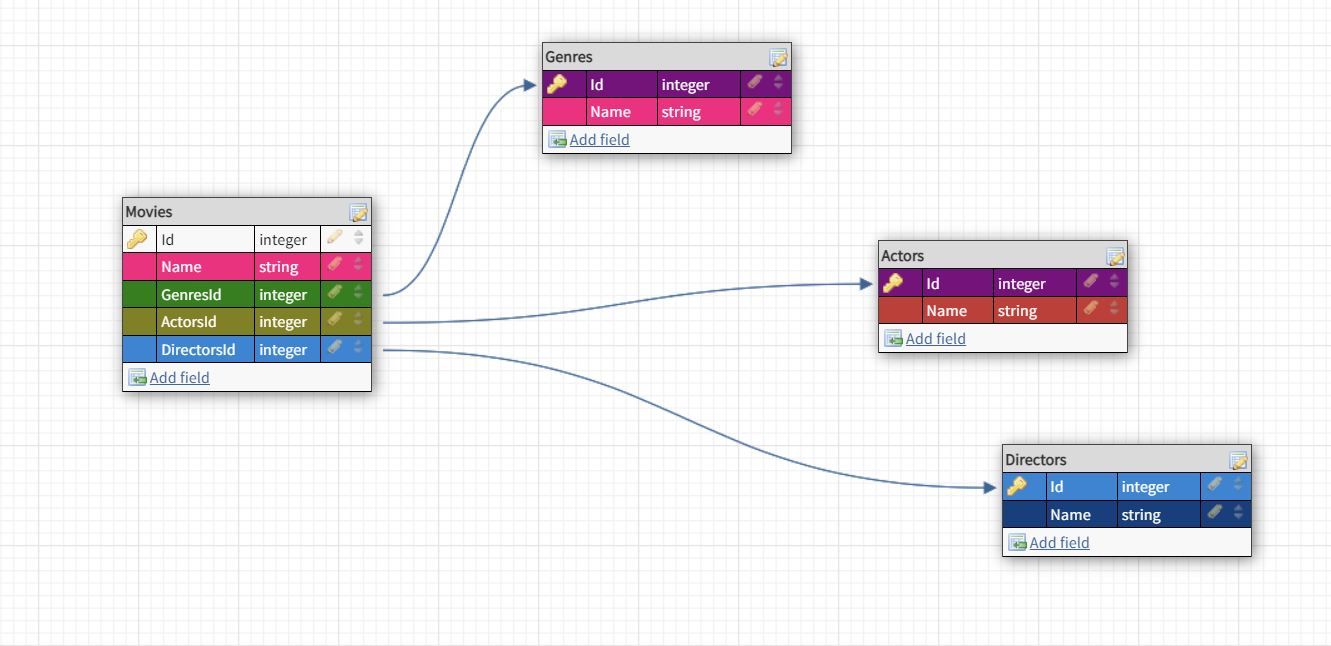 Genres
Id integer
Name string
Add field
Movies
Id integer
Name string
GenresId integer
ActorsId integer
DirectorsId integer
Add field
Actors
Id integer
Name string
Add field
Directors
Id integer
Name string
Add field